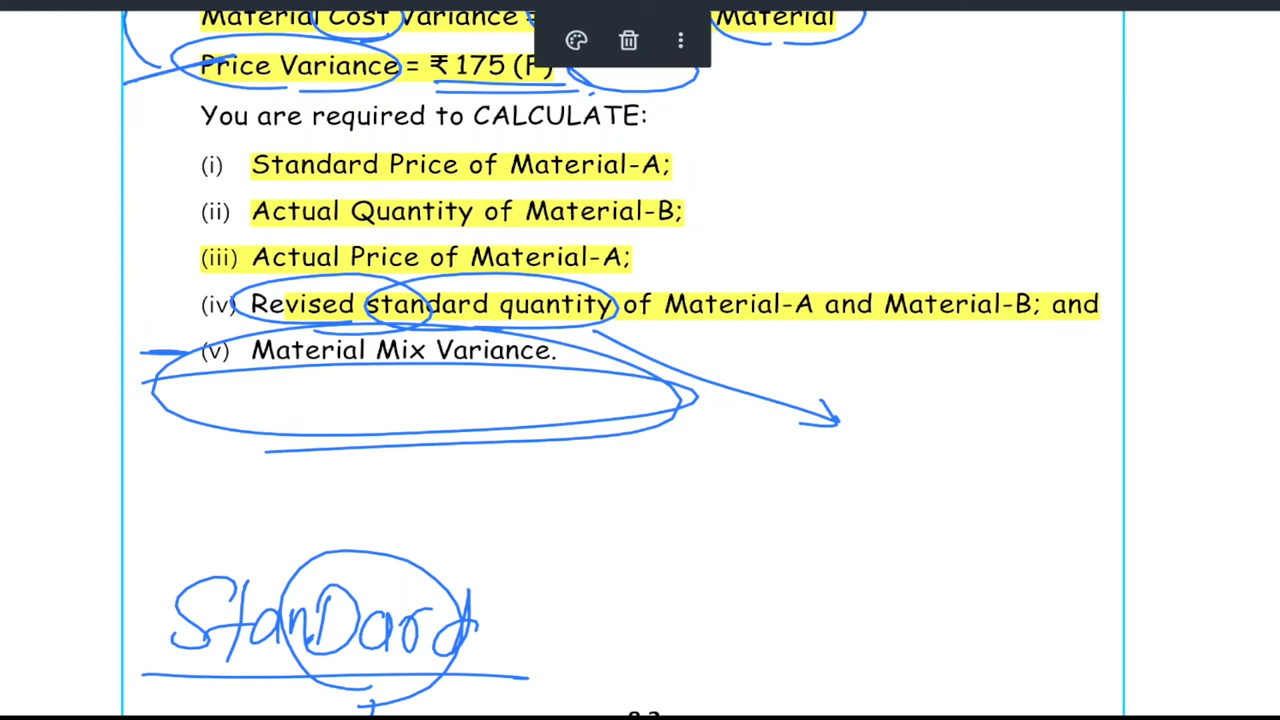 Material Cost Variance = Material
Price Variance = ₹ 175 (F)
You are required to CALCULATE:
(i) Standard Price of Material-A;
(ii) Actual Quantity of Material-B;
(iii) Actual Price of Material-A;
(iv) Revised standard quantity of Material-A and Material-B; and
(v) Material Mix Variance.
StanDard